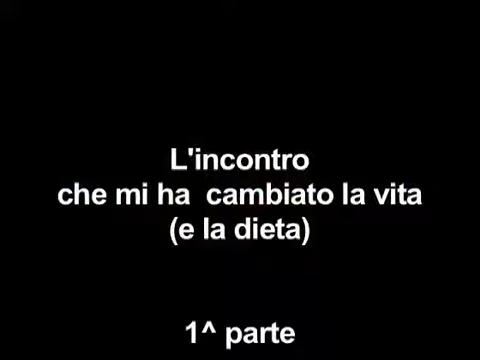 L'incontro
che mi ha  cambiato la vita
(e la dieta)
1^ parte